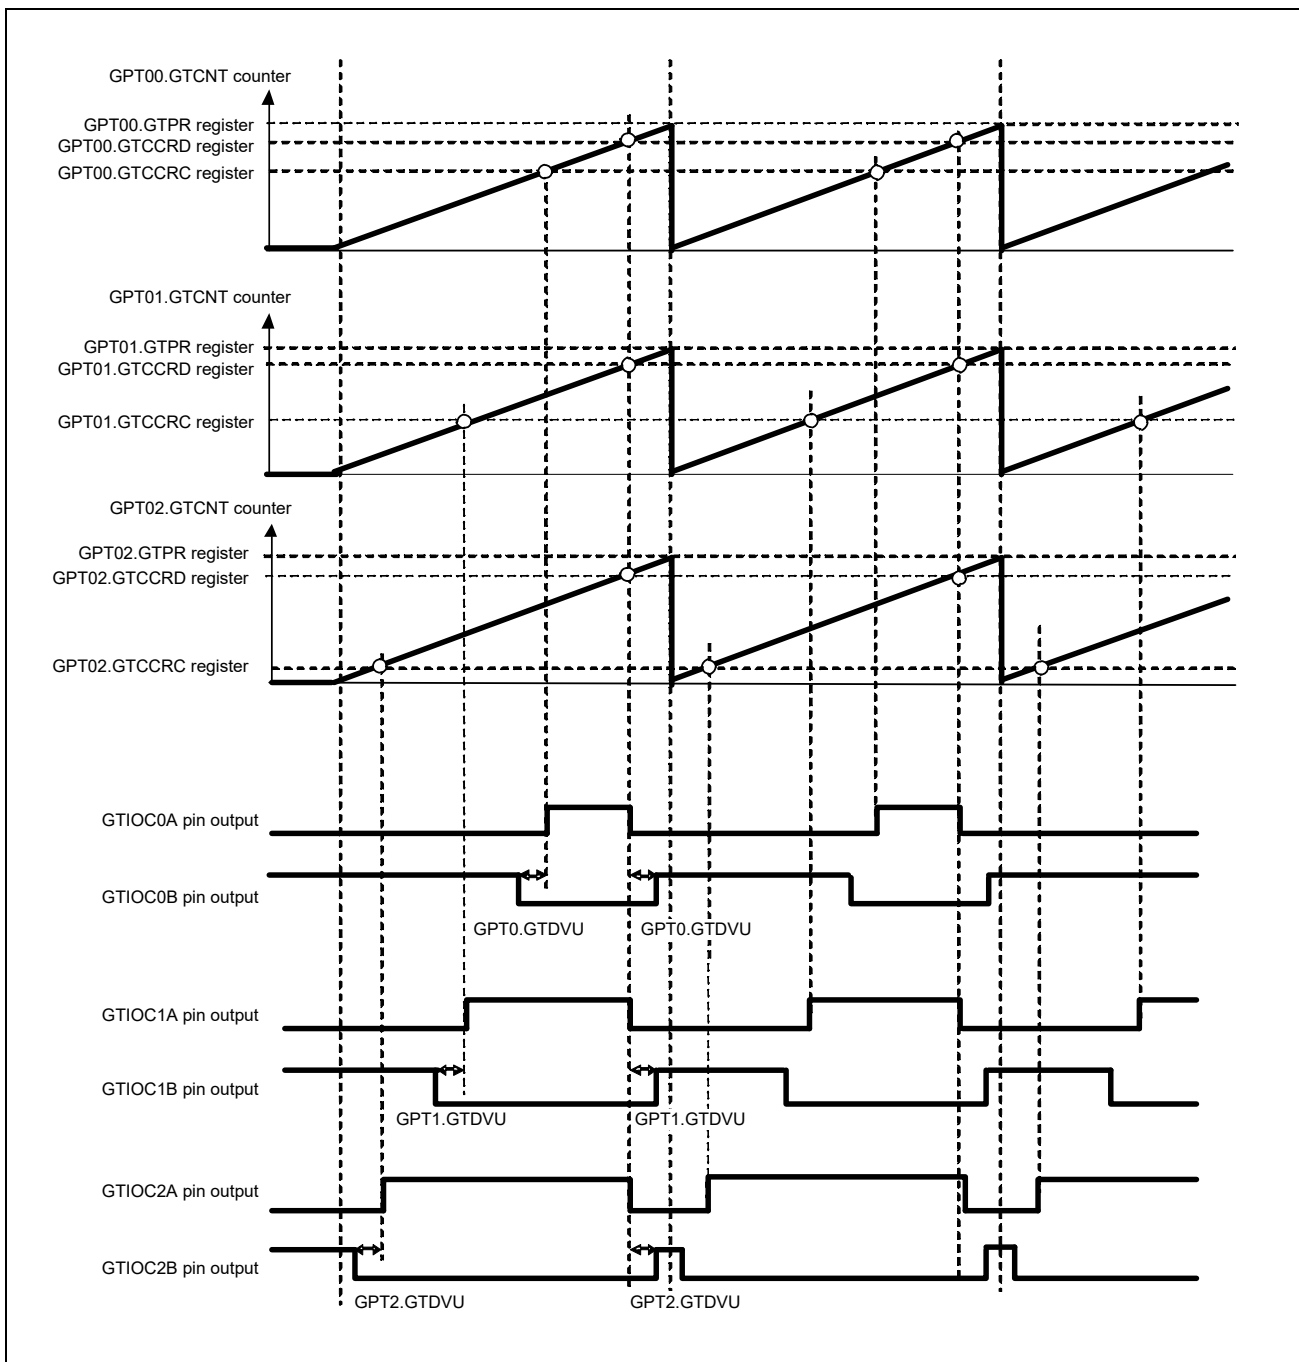 GPT00.GTCNT counter
GPT00.GTPR register
GPT00.GTCCRD register
GPT00.GTCCRC register
GPT01.GTCNT counter
GPT01.GTPR register
GPT01.GTCCRD register
GPT01.GTCCRC register
GPT02.GTCNT counter
GPT02.GTPR register
GPT02.GTCCRD register
GPT02.GTCCRC register
GTIOC0A pin output
GTIOC0B pin output
GPT0.GTDVU GPT0.GTDVU
GTIOC1A pin output
GTIOC1B pin output
GPT1.GTDVU GPT1.GTDVU
GTIOC2A pin output
GTIOC2B pin output
GPT2.GTDVU GPT2.GTDVU